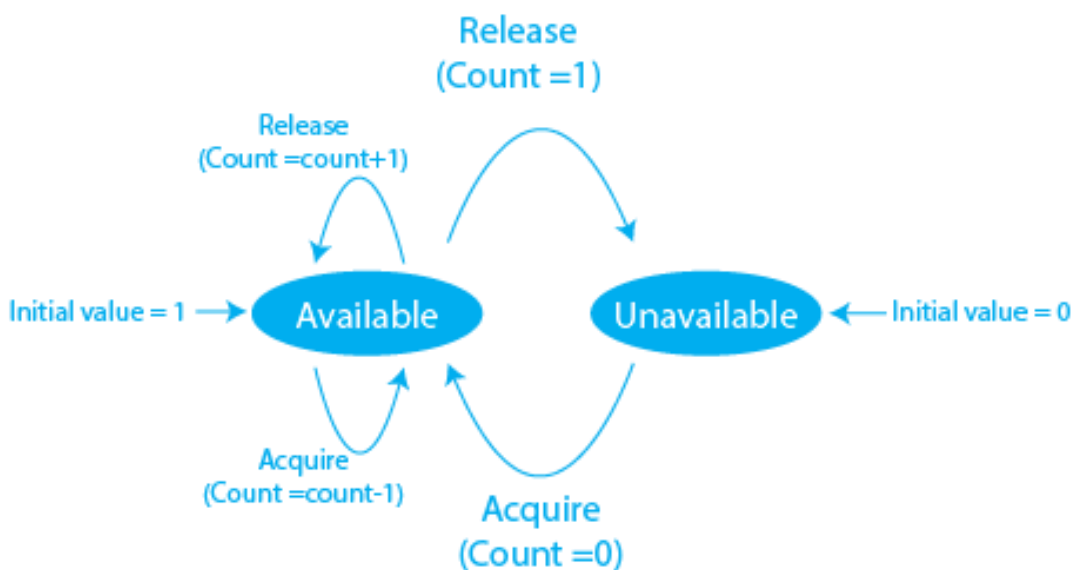 Release
(Count =1)
Release
(Count =count+1)
Initial value = 1
Available
Unavailable
Initial value = 0
Acquire
(Count =count-1)
Acquire
(Count =0)